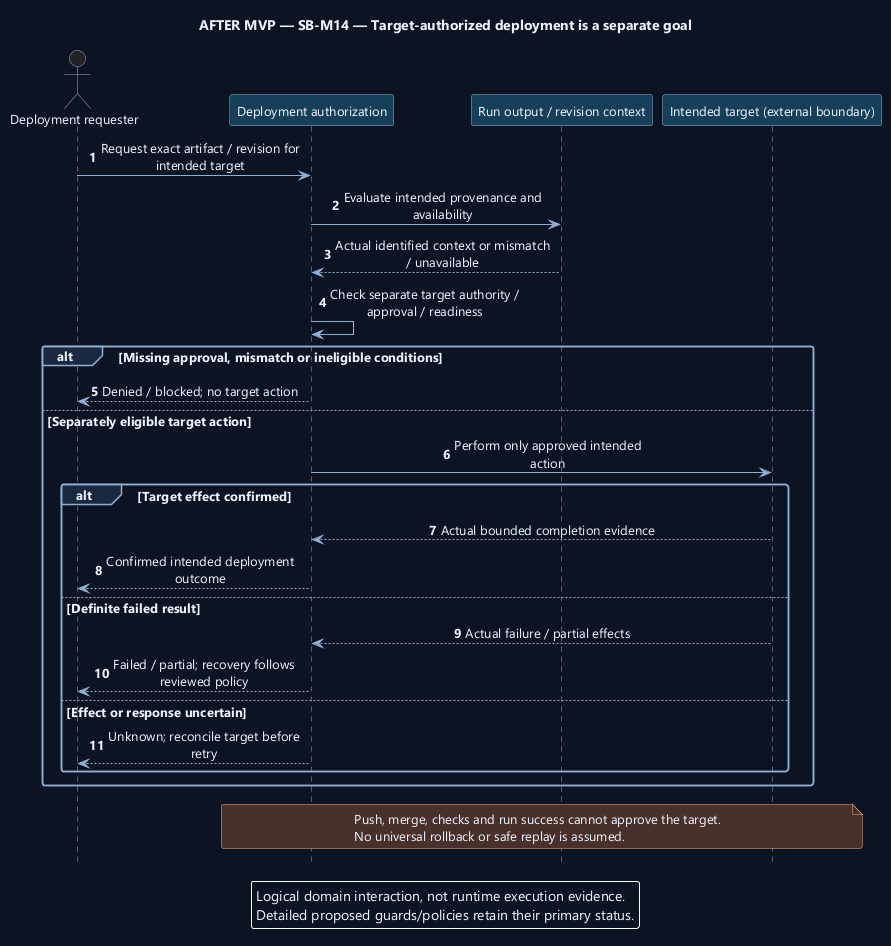 AFTER MVP — SB-M14 — Target-authorized deployment is a separate goal
Deployment requester
Deployment authorization
Run output / revision context
Intended target (external boundary)
1 Request exact artifact / revision for
intended target
2 Evaluate intended provenance and
availability
3 Actual identified context or mismatch
/ unavailable
4 Check separate target authority /
approval / readiness
alt [Missing approval, mismatch or ineligible conditions]
5 Denied / blocked; no target action
[Separately eligible target action]
6 Perform only approved intended
action
alt [Target effect confirmed]
7 Actual bounded completion evidence
8 Confirmed intended deployment
outcome
[Definite failed result]
9 Actual failure / partial effects
10 Failed / partial; recovery follows
reviewed policy
[Effect or response uncertain]
11 Unknown; reconcile target before
retry
Push, merge, checks and run success cannot approve the target.
No universal rollback or safe replay is assumed.
Logical domain interaction, not runtime execution evidence.
Detailed proposed guards/policies retain their primary status.